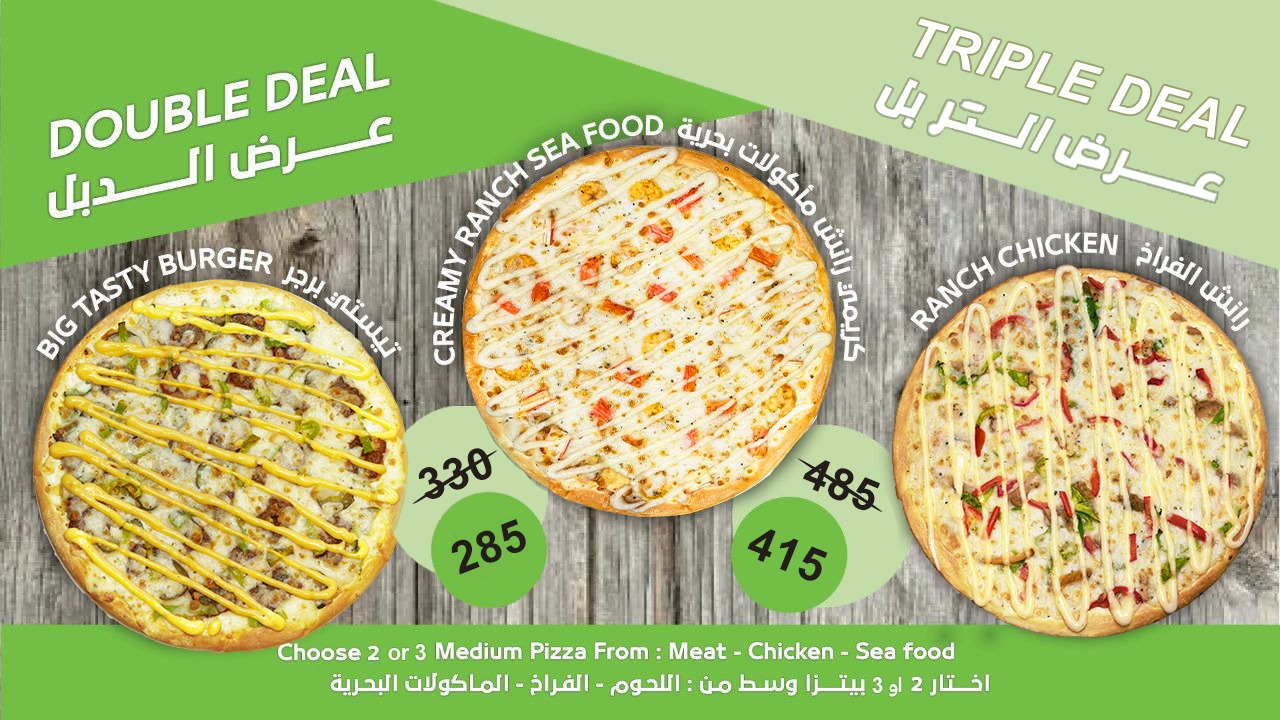 DOUBLE DEAL
عرض الدبل
TRIPLE DEAL
عرض التربل
BIG TASTY BURGER تيستي برجر
CREAMY RANCH SEA FOOD كريمي رانش مأكولات بحرية
RANCH CHICKEN رانش الفراخ
330
285
485
415
Choose 2 or 3 Medium Pizza From : Meat - Chicken - Sea food
اختار 2 او 3 بيتزا وسط من : اللحوم - الفراخ - الماكولات البحرية